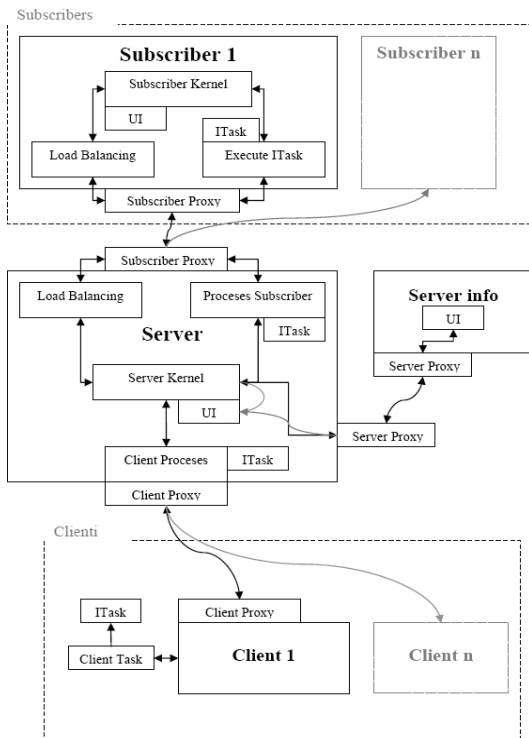 Subscribers
Subscriber 1
Subscriber n
Subscriber Kernel
UI
ITask
Load Balancing
Execute ITask
Subscriber Proxy
Subscriber Proxy
Load Balancing
Proceses Subscriber
ITask
Server
Server info
UI
Server Proxy
Server Kernel
UI
Server Proxy
Client Proceses
ITask
Client Proxy
Clienti
ITask
Client Proxy
Client Task
Client 1
Client n